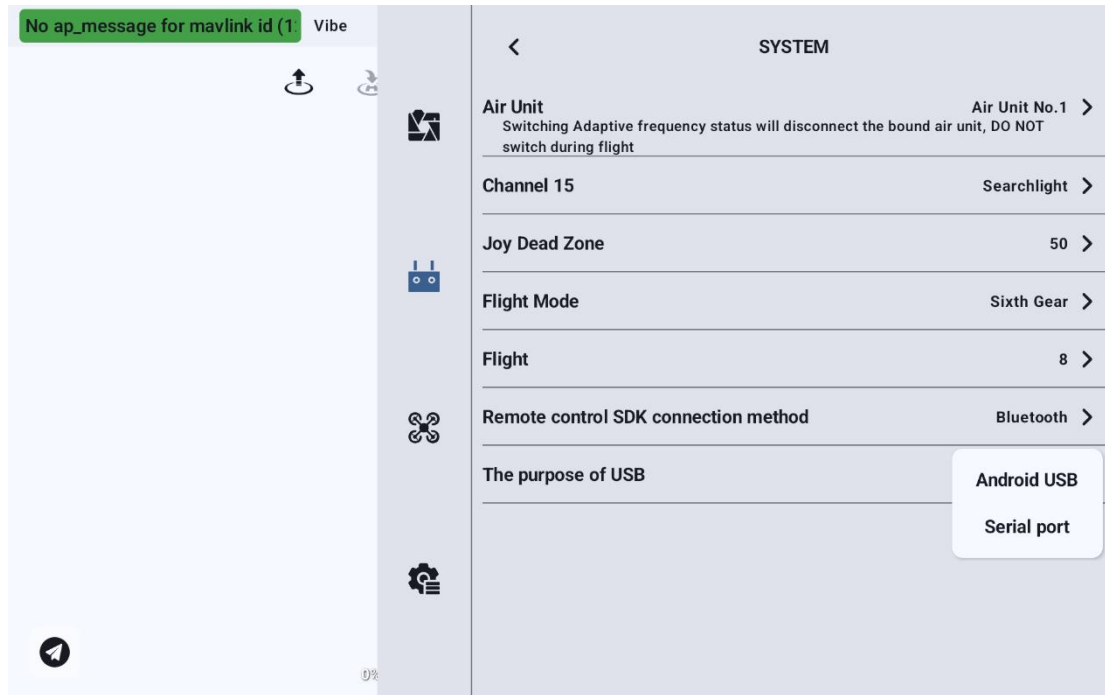 No ap_message for mavlink id (1
Vibe
SYSTEM
Air Unit
Air Unit No.1
Switching Adaptive frequency status will disconnect the bound air unit, DO NOT
switch during flight
Channel 15
Searchlight
Joy Dead Zone
50
Flight Mode
Sixth Gear
Flight
8
Remote control SDK connection method
Bluetooth
The purpose of USB
Android USB
Serial port
0%